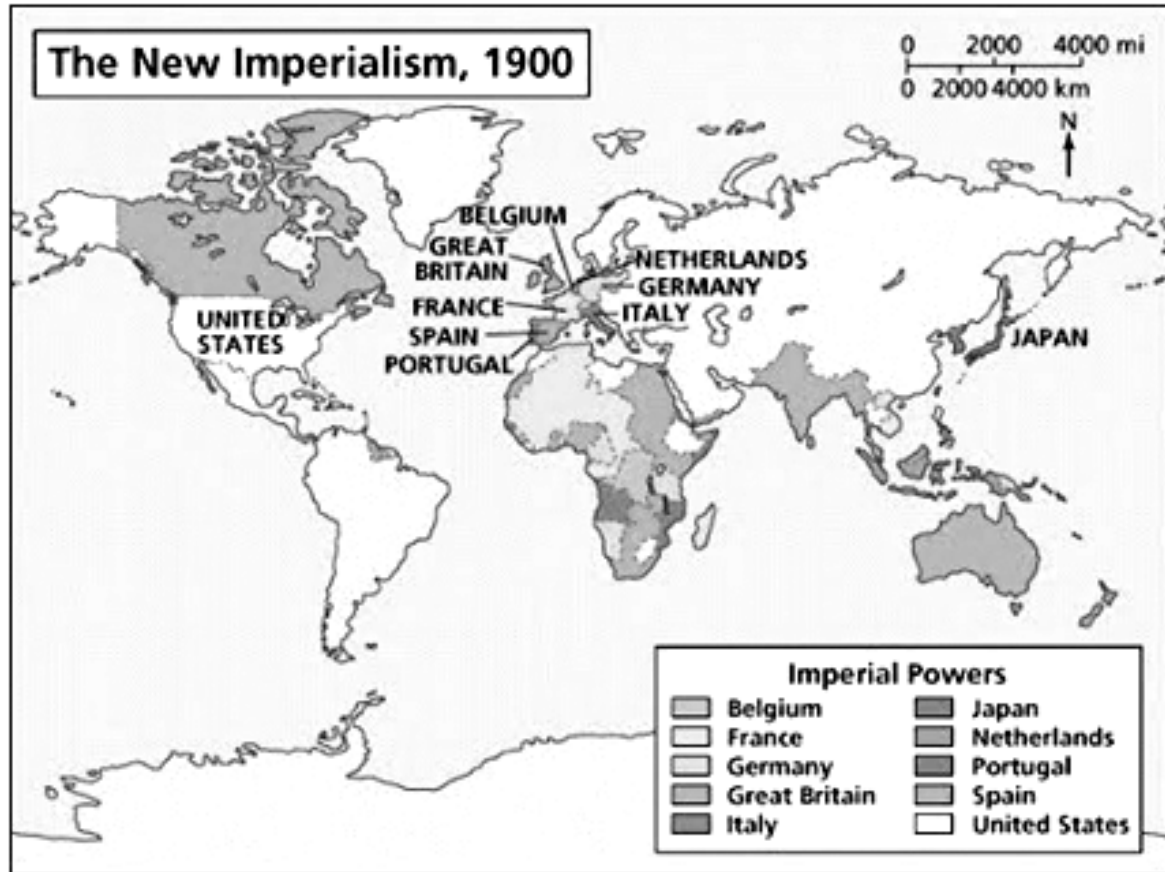 The New Imperialism, 1900
0 2000 4000 mi
0 2000 4000 km
N
BELGIUM
GREAT
BRITAIN
NETHERLANDS
GERMANY
FRANCE
ITALY
SPAIN
PORTUGAL
UNITED
STATES
JAPAN
Imperial Powers
Belgium
France
Germany
Great Britain
Italy
Japan
Netherlands
Portugal
Spain
United States